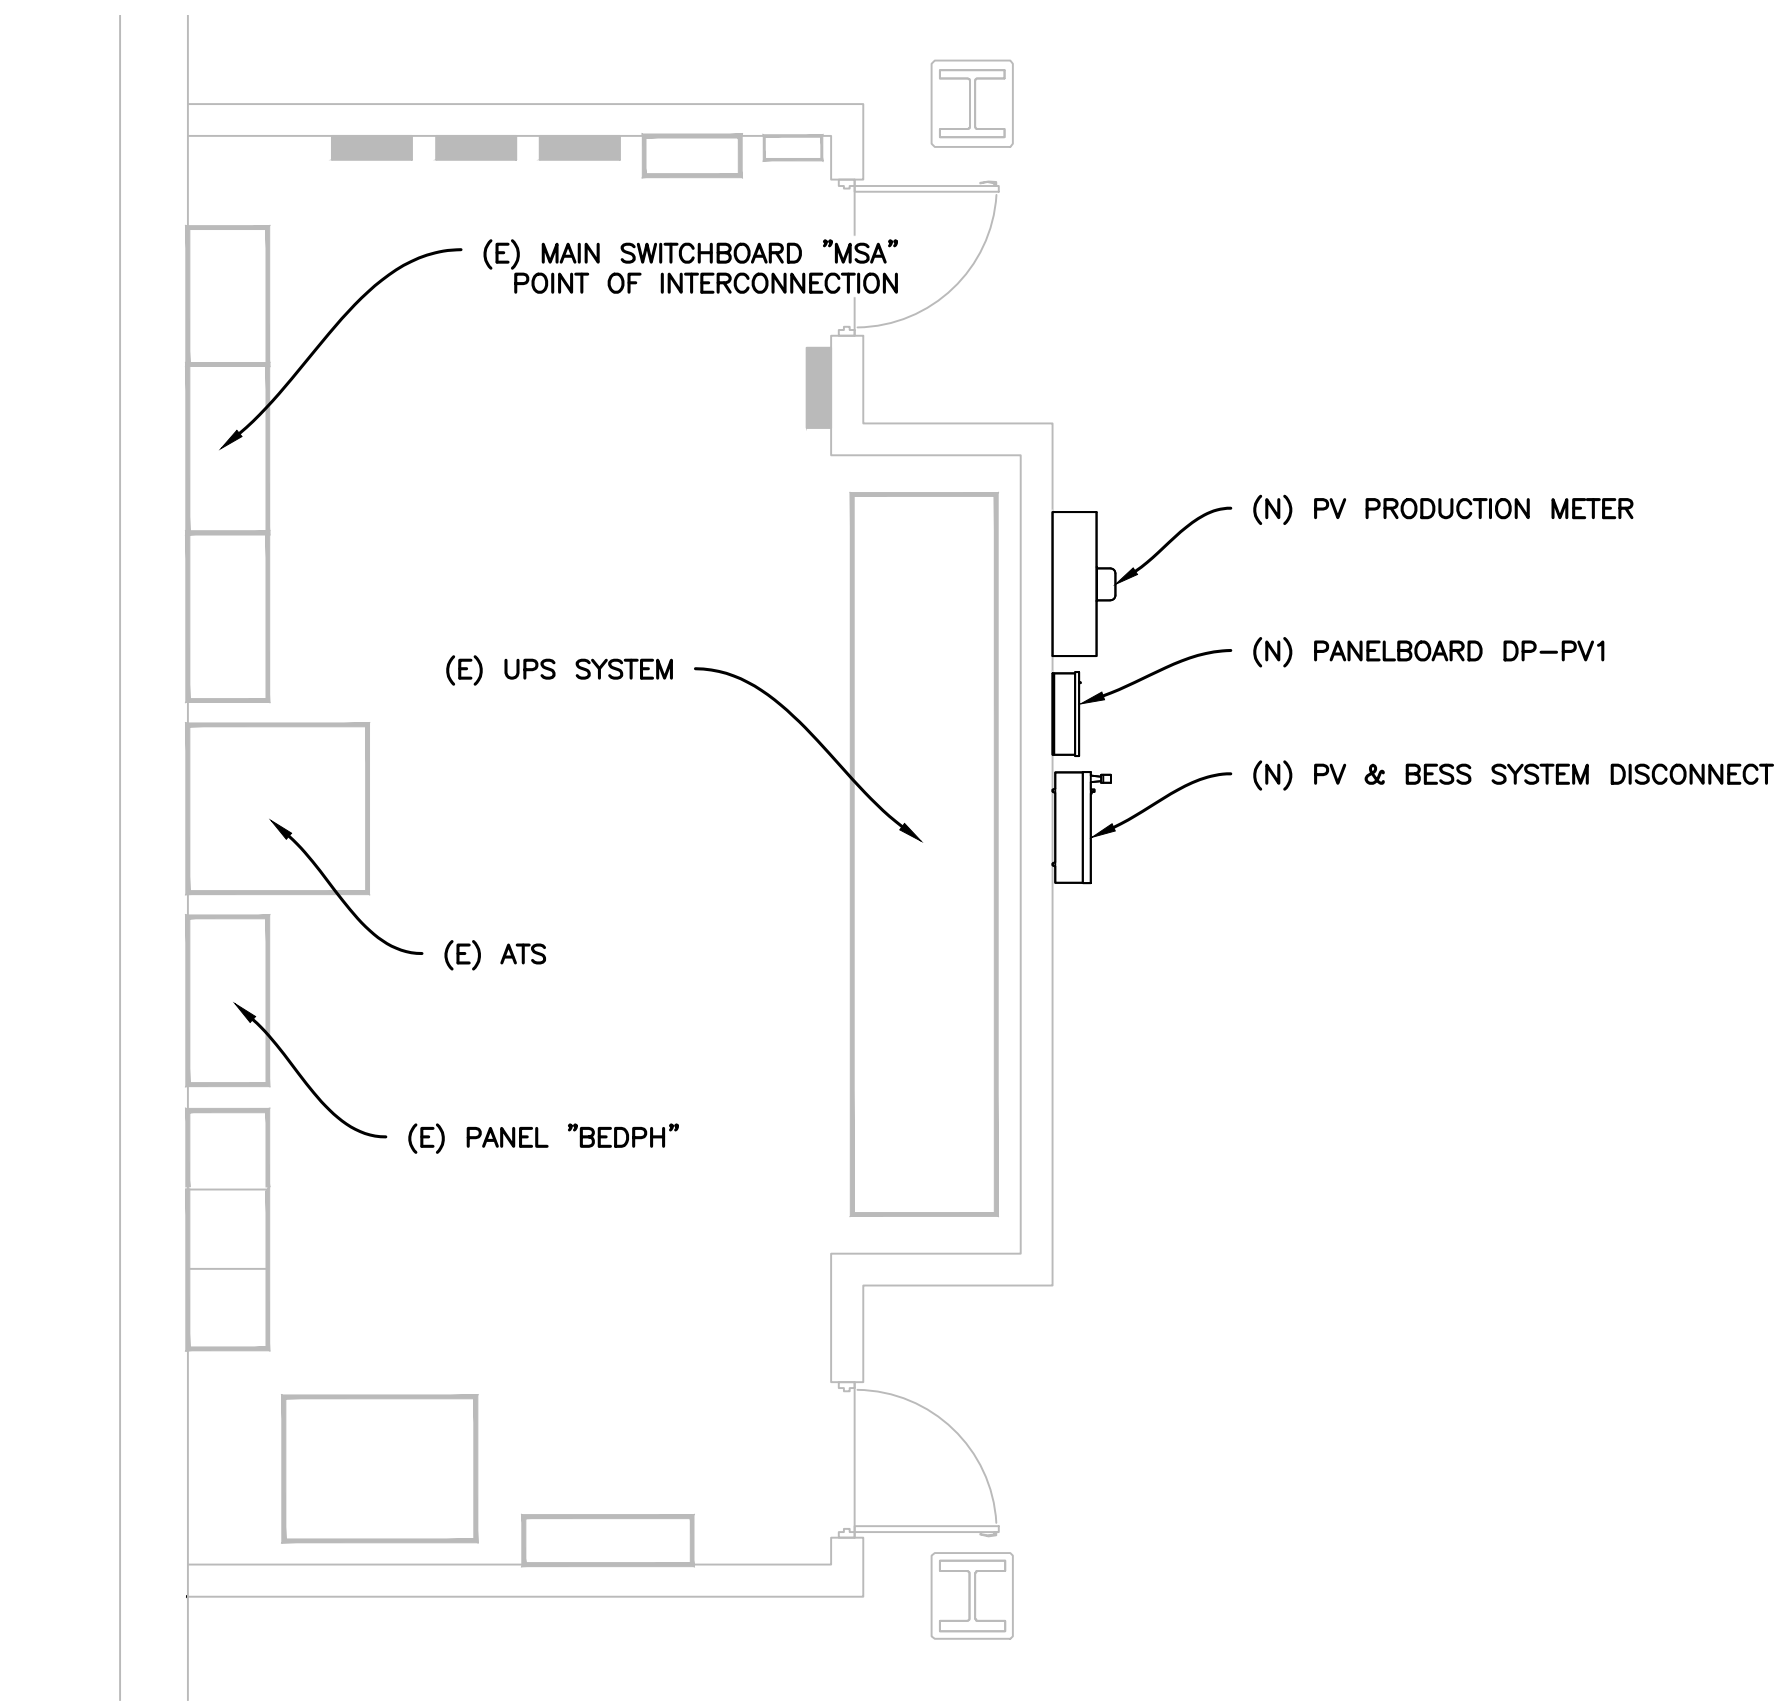 (E) MAIN SWITCHBOARD "MSA"
POINT OF INTERCONNECTION
(N) PV PRODUCTION METER
(N) PANELBOARD DP-PV1
(E) UPS SYSTEM
(N) PV & BESS SYSTEM DISCONNECT
(E) ATS
(E) PANEL "BEDPH"